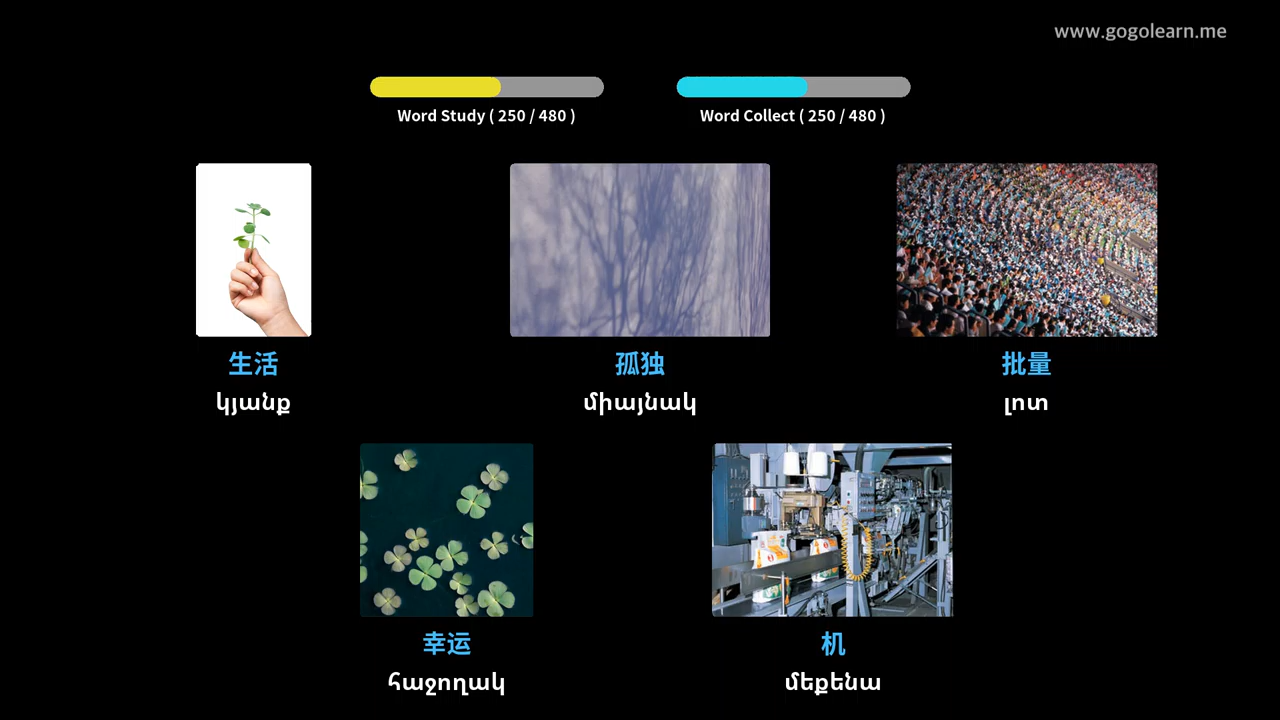 www.gogolearn.me
Word Study ( 250 / 480 )
Word Collect ( 250 / 480 )
生活
կյանք
孤独
միայնակ
批量
լոտ
幸运
հաջողակ
机
մեքենա